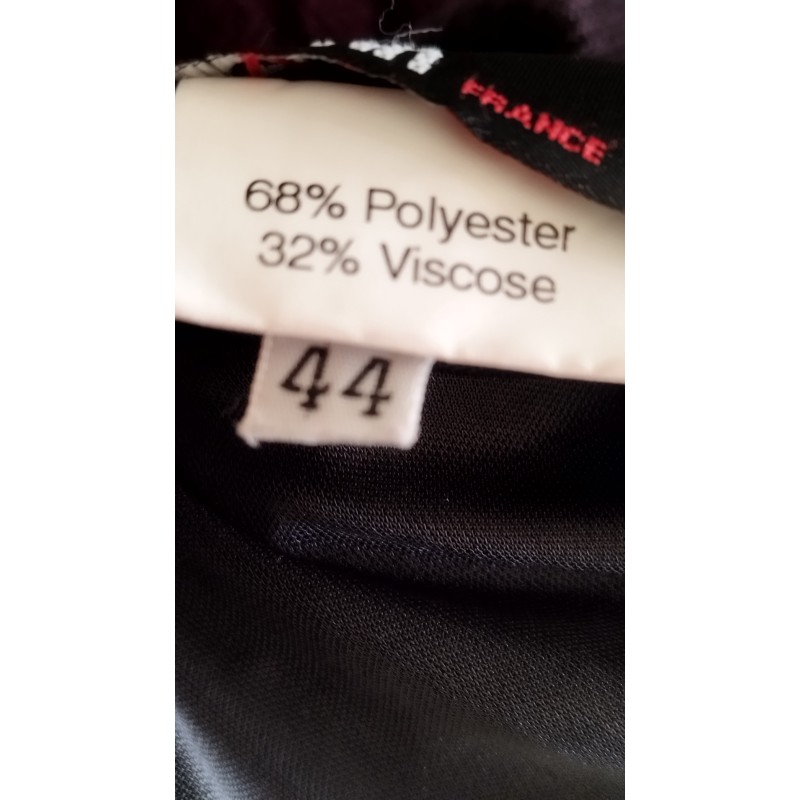 FRANCE
68% Polyester
32% Viscose
44